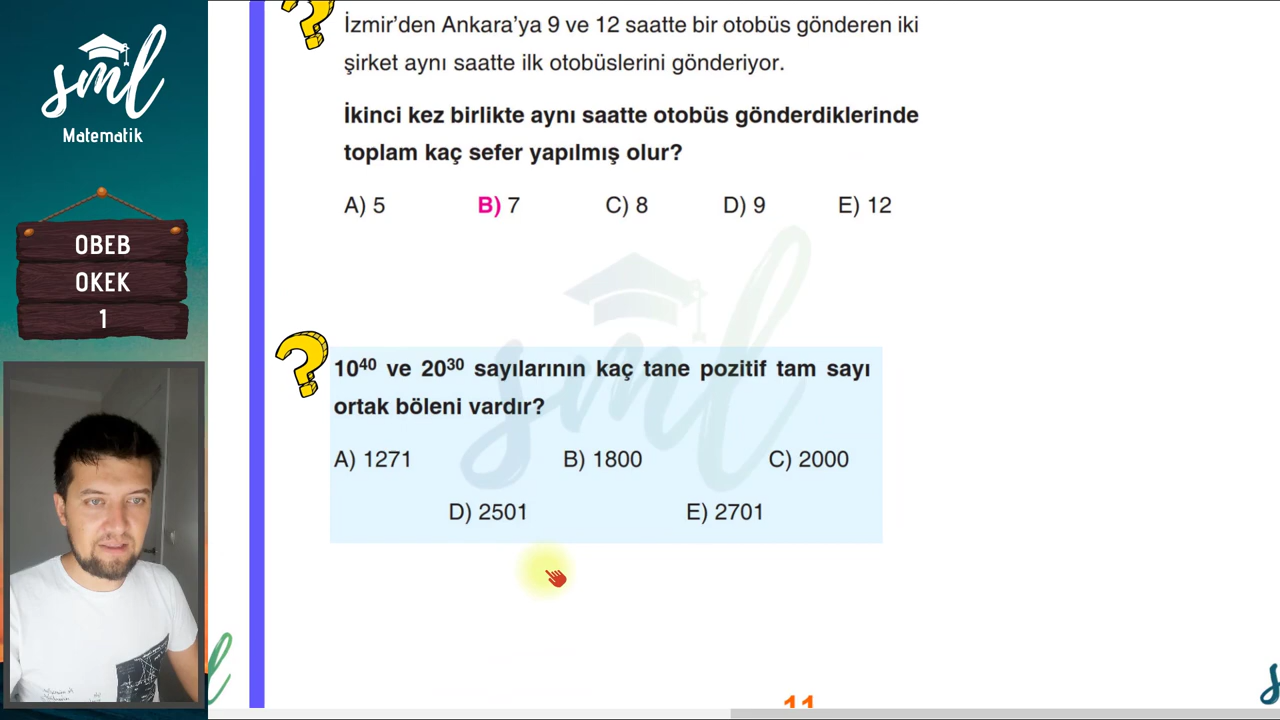 sml
Matematik
OBEB
OKEK
1
İzmir’den Ankara’ya 9 ve 12 saatte bir otobüs gönderen iki
şirket aynı saatte ilk otobüslerini gönderiyor.
İkinci kez birlikte aynı saatte otobüs gönderdiklerinde
toplam kaç sefer yapılmış olur?
A) 5 B) 7 C) 8 D) 9 E) 12
sml
10⁴⁰ ve 20³⁰ sayılarının kaç tane pozitif tam sayı
ortak böleni vardır?
A) 1271 B) 1800 C) 2000
D) 2501 E) 2701
11